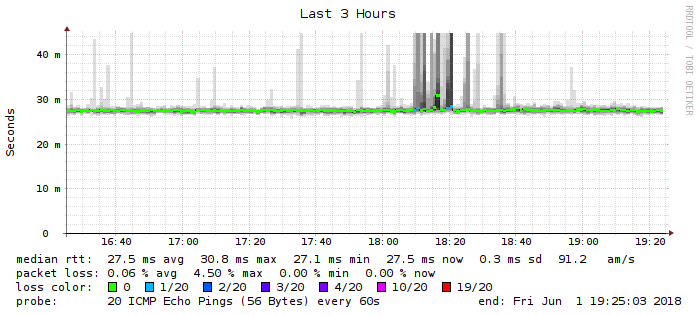 Last 3 Hours
RRDTOOL / TOBI OETIKER
Seconds
40 m
30 m
20 m
10 m
0
16:40 17:00 17:20 17:40 18:00 18:20 18:40 19:00 19:20
median rtt: 27.5 ms avg 30.8 ms max 27.1 ms min 27.5 ms now 0.3 ms sd 91.2 am/s
packet loss: 0.06 % avg 4.50 % max 0.00 % min 0.00 % now
loss color: 0 1/20 2/20 3/20 4/20 10/20 19/20
probe: 20 ICMP Echo Pings (56 Bytes) every 60s end: Fri Jun 1 19:25:03 2018